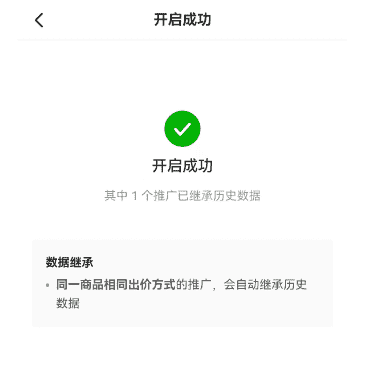 开启成功
开启成功
其中 1 个推广已继承历史数据
数据继承
同一商品相同出价方式的推广，会自动继承历史
数据